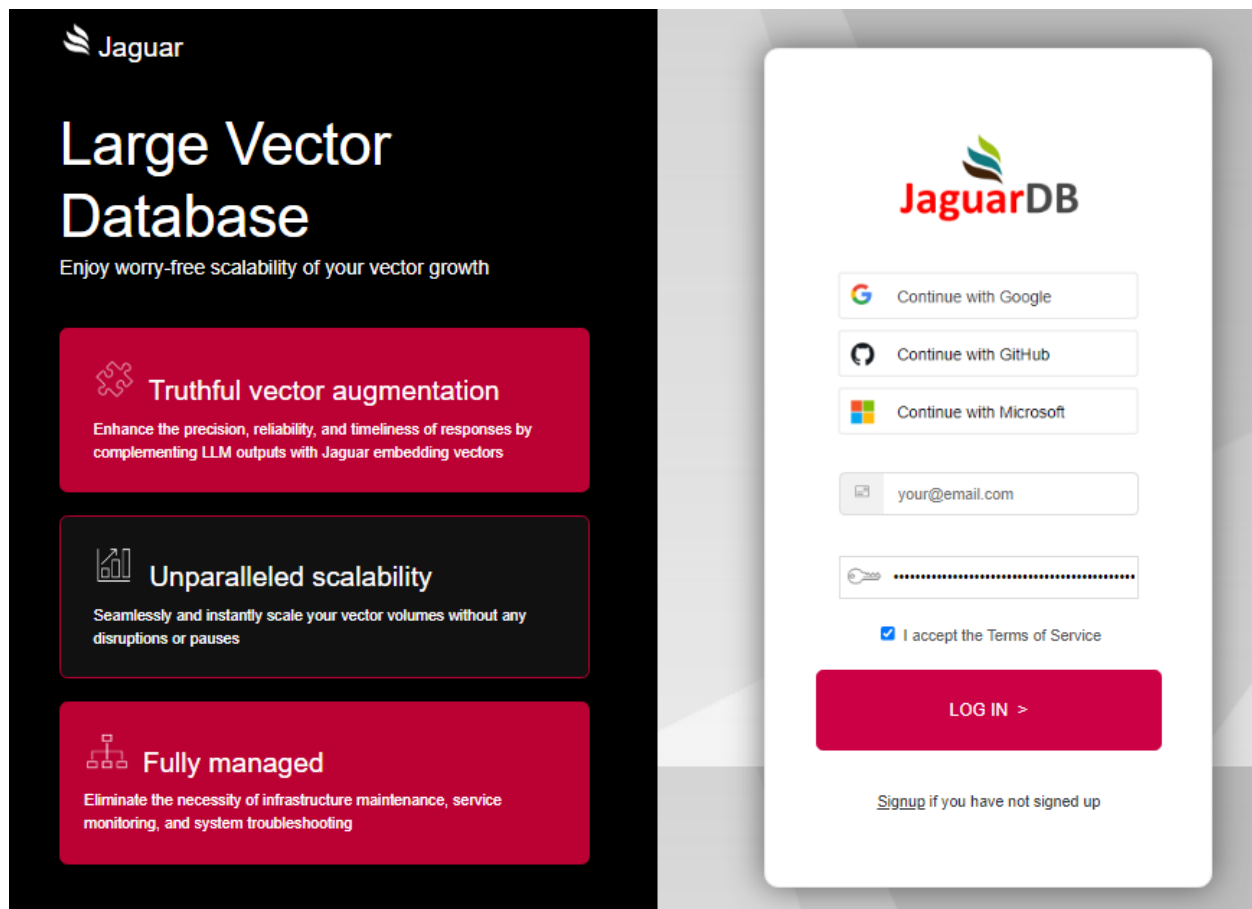 Jaguar
Large Vector
Database
Enjoy worry-free scalability of your vector growth
Truthful vector augmentation
Enhance the precision, reliability, and timeliness of responses by
complementing LLM outputs with Jaguar embedding vectors
Unparalleled scalability
Seamlessly and instantly scale your vector volumes without any
disruptions or pauses
Fully managed
Eliminate the necessity of infrastructure maintenance, service
monitoring, and system troubleshooting
JaguarDB
Continue with Google
Continue with GitHub
Continue with Microsoft
your@email.com
I accept the Terms of Service
LOG IN >
Signup if you have not signed up